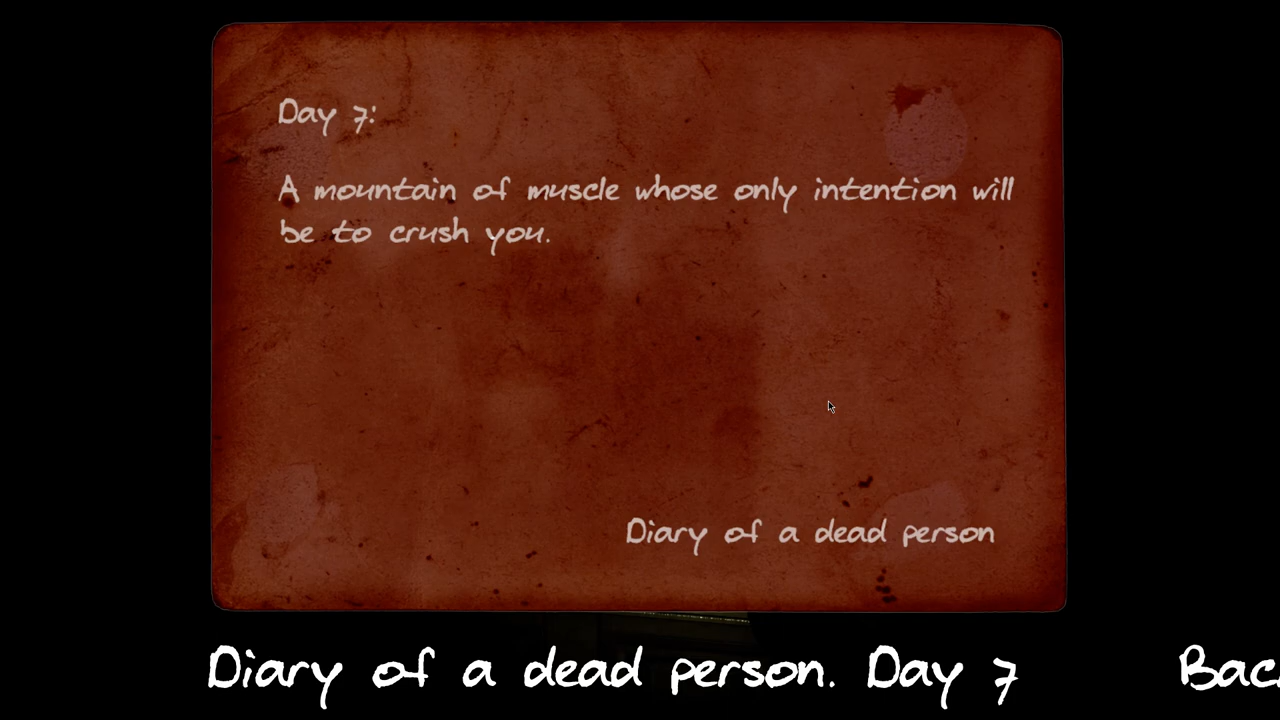 Day 7:
A mountain of muscle whose only intention will
be to crush you.
Diary of a dead person
Diary of a dead person. Day 7